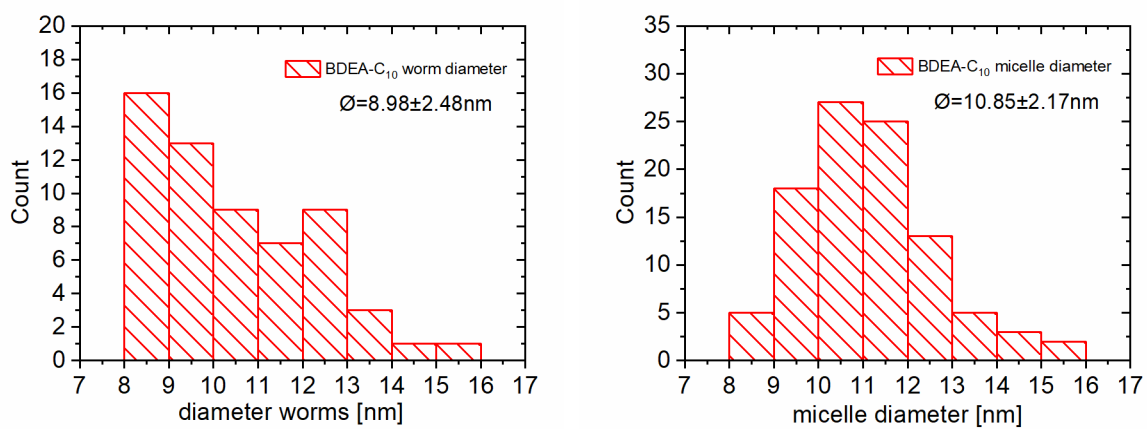 20
18
16
14
12
10
8
6
4
2
0
Count
BDEA-C₁₀ worm diameter
Ø=8.98±2.48nm
7 8 9 10 11 12 13 14 15 16 17
diameter worms [nm]
35
30
25
20
15
10
5
0
Count
BDEA-C₁₀ micelle diameter
Ø=10.85±2.17nm
7 8 9 10 11 12 13 14 15 16 17
micelle diameter [nm]